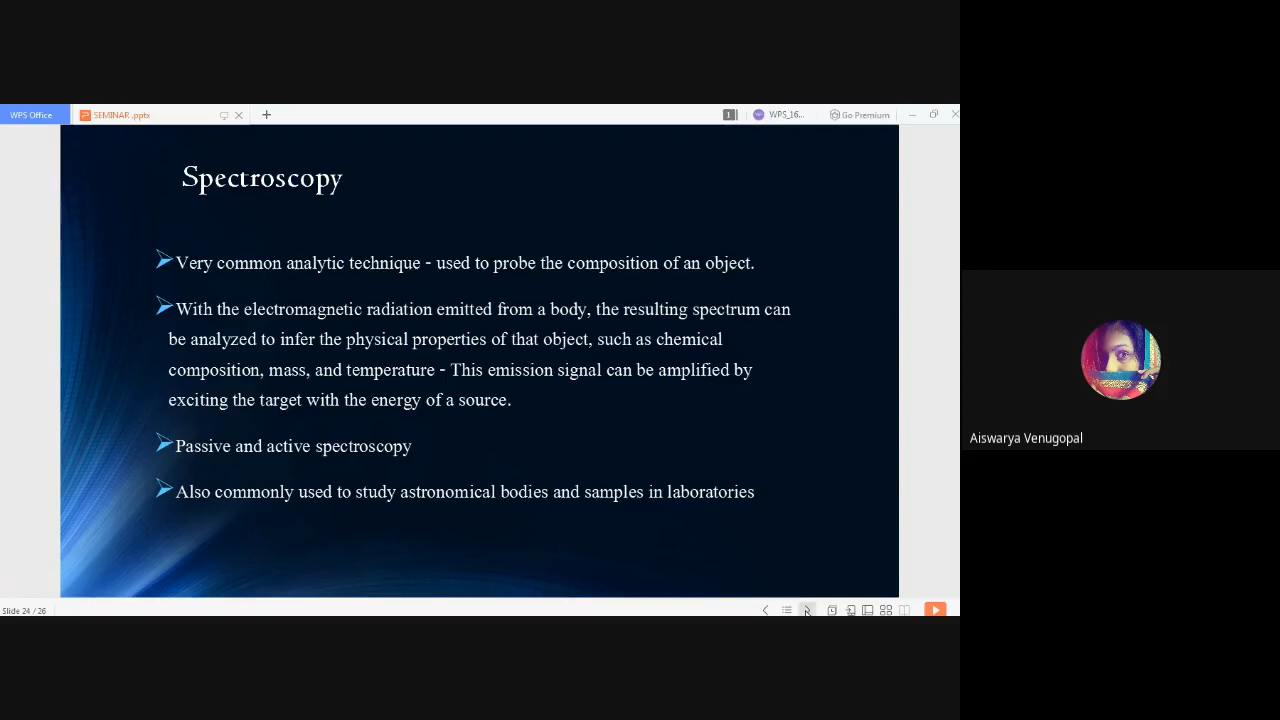 WPS Office
SEMINAR .pptx
1
WPS_16...
Go Premium
Spectroscopy
➢Very common analytic technique - used to probe the composition of an object.
➢With the electromagnetic radiation emitted from a body, the resulting spectrum can
be analyzed to infer the physical properties of that object, such as chemical
composition, mass, and temperature - This emission signal can be amplified by
exciting the target with the energy of a source.
➢Passive and active spectroscopy
➢Also commonly used to study astronomical bodies and samples in laboratories
Aiswarya Venugopal
Slide 24 / 26